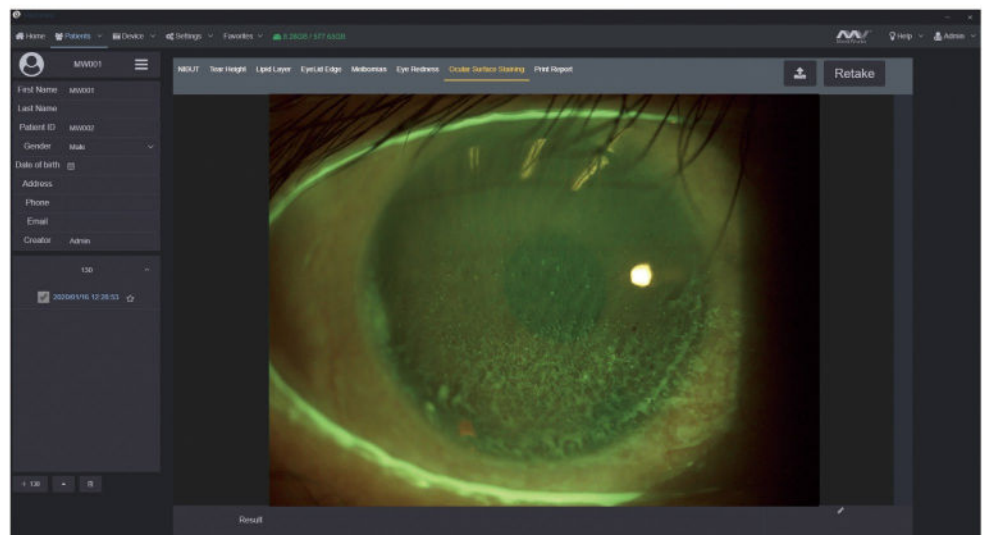 Home Patients Device Settings Favorites Help Admin
MW001
NIBUT Tear Height Lipid Layer EyeLid Edge Meibomian Eye Redness Ocular Surface Staining Print Report Retake
First Name MW001
Last Name
Patient ID MW002
Gender Male
Date of birth
Address
Phone
Email
Creator Admin
130
2020/01/16 12:20:53
+ 130
Result